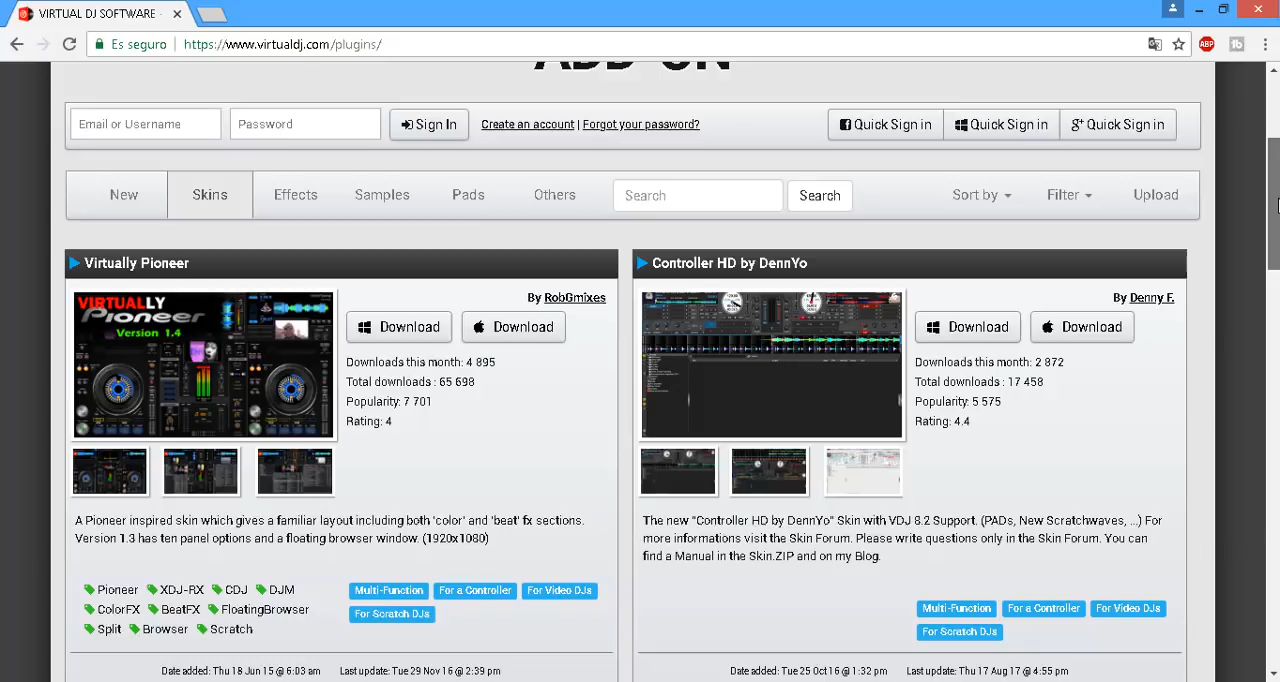 VIRTUAL DJ SOFTWARE -
Es seguro https://www.virtualdj.com/plugins/
ABP
ADD-ON
Email or Username Password Sign In Create an account | Forgot your password? Quick Sign in Quick Sign in Quick Sign in
New Skins Effects Samples Pads Others Search Search Sort by Filter Upload
Virtually Pioneer
By RobGmixes
VIRTUALLY
Pioneer
Version 1.4
Download Download
Downloads this month: 4 895
Total downloads : 65 698
Popularity: 7 701
Rating: 4
A Pioneer inspired skin which gives a familiar layout including both 'color' and 'beat' fx sections.
Version 1.3 has ten panel options and a floating browser window. (1920x1080)
Pioneer XDJ-RX CDJ DJM
ColorFX BeatFX FloatingBrowser
Split Browser Scratch
Multi-Function For a Controller For Video DJs
For Scratch DJs
Date added: Thu 18 Jun 15 @ 6:03 am Last update: Tue 29 Nov 16 @ 2:39 pm
Controller HD by DennYo
By Denny F.
Download Download
Downloads this month: 2 872
Total downloads : 17 458
Popularity: 5 575
Rating: 4.4
The new "Controller HD by DennYo" Skin with VDJ 8.2 Support. (PADs, New Scratchwaves, ...) For
more informations visit the Skin Forum. Please write questions only in the Skin Forum. You can
find a Manual in the Skin.ZIP and on my Blog.
Multi-Function For a Controller For Video DJs
For Scratch DJs
Date added: Tue 25 Oct 16 @ 1:32 pm Last update: Thu 17 Aug 17 @ 4:55 pm